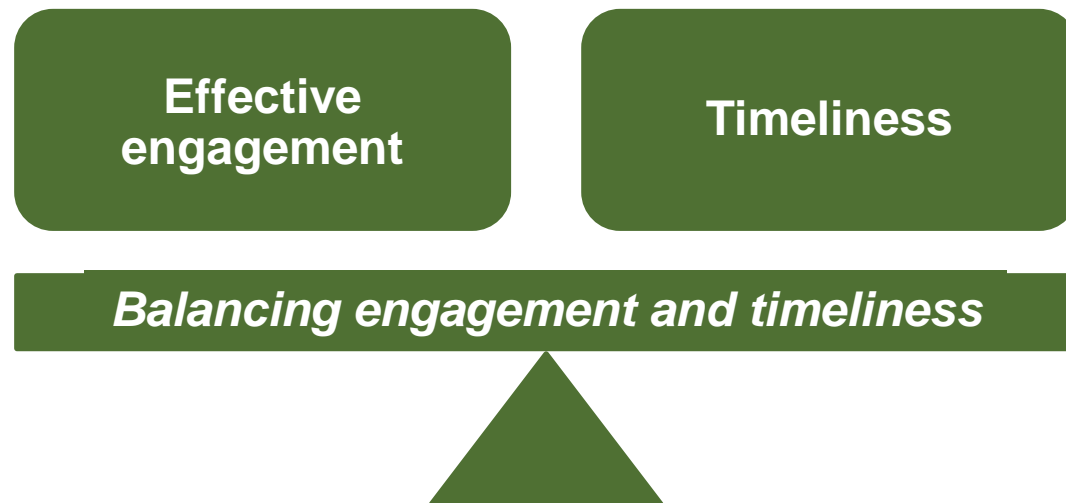 Effective
engagement
Timeliness
Balancing engagement and timeliness